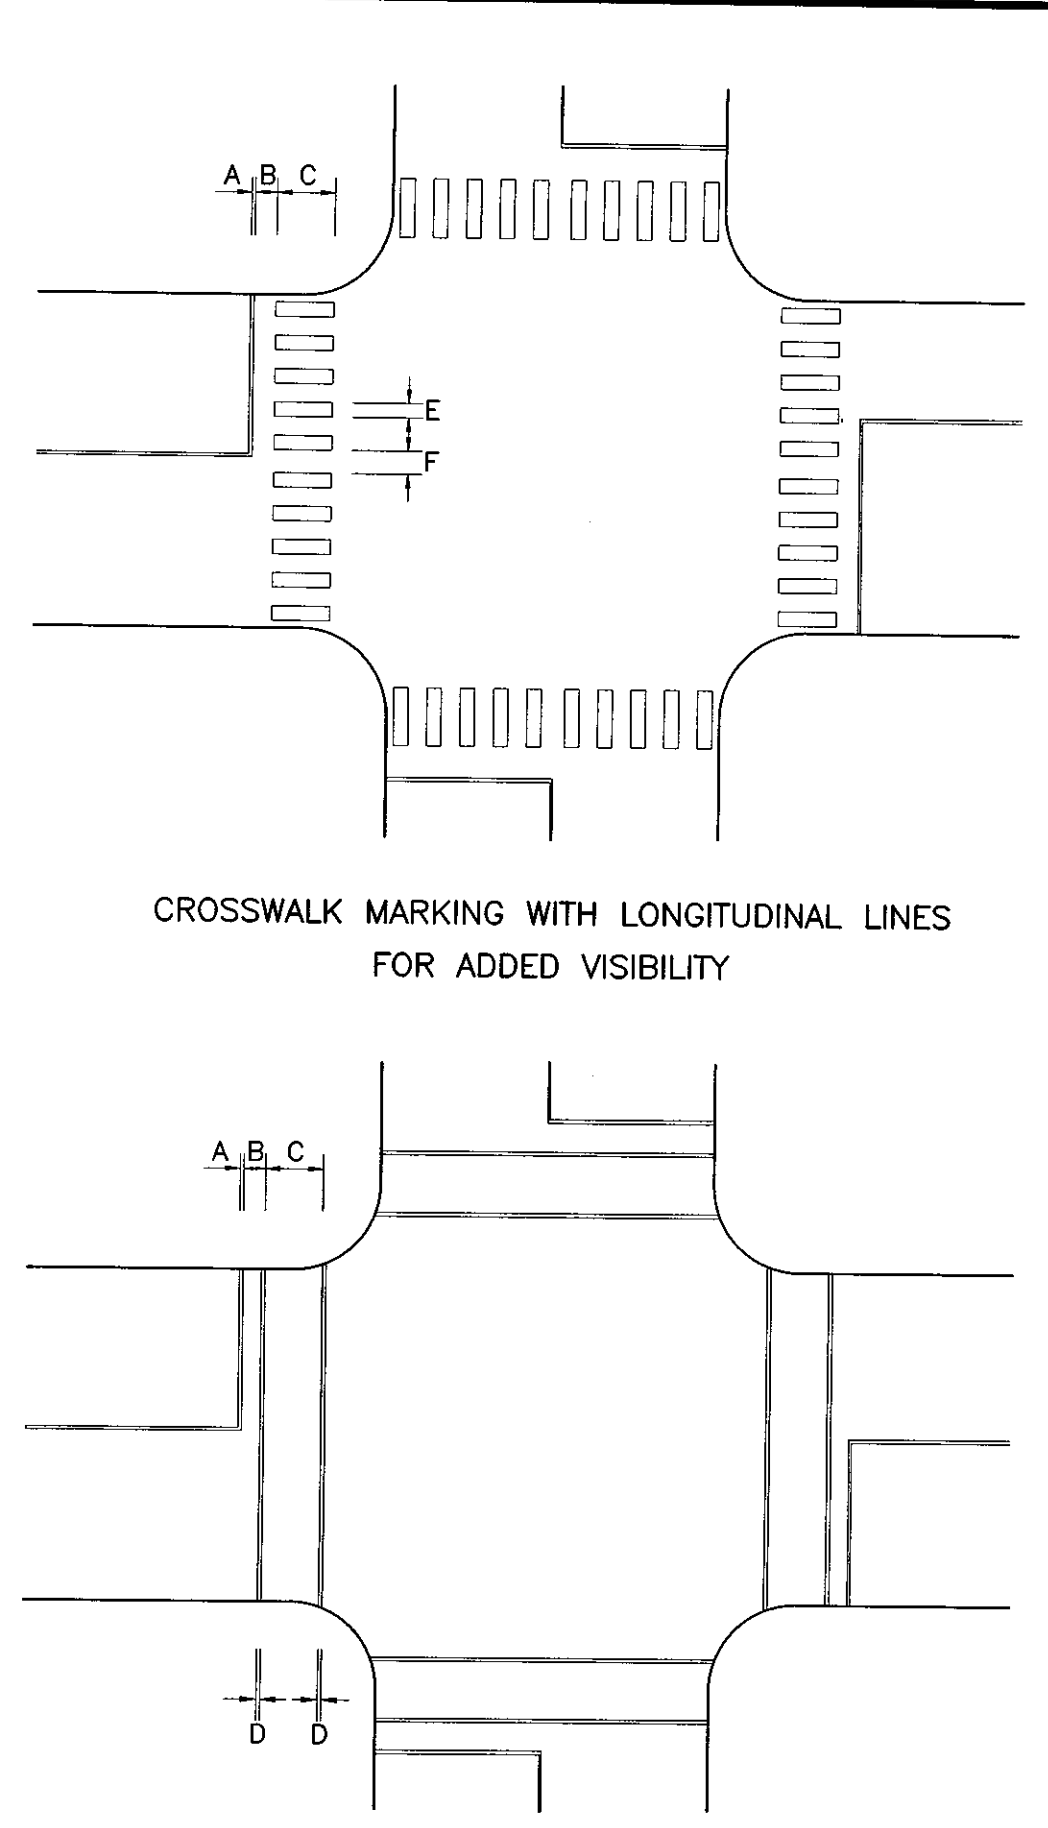 A B C
E
F
CROSSWALK MARKING WITH LONGITUDINAL LINES
FOR ADDED VISIBILITY
A B C
D D